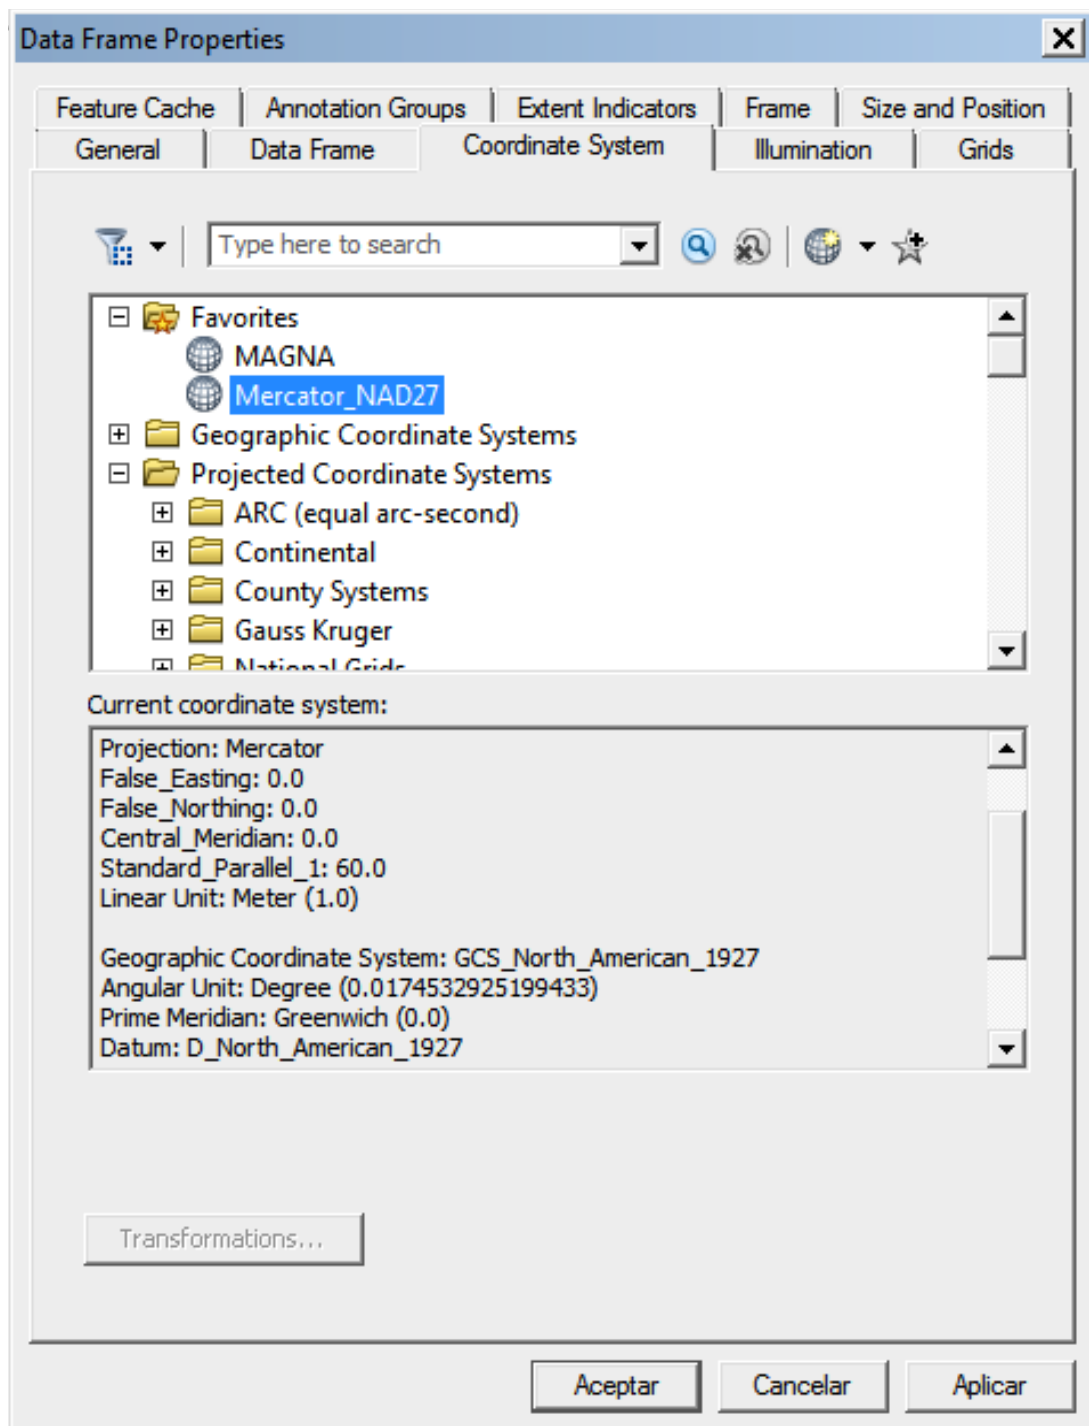 Data Frame Properties
Feature Cache Annotation Groups Extent Indicators Frame Size and Position
General Data Frame Coordinate System Illumination Grids
Type here to search
Favorites
MAGNA
Mercator_NAD27
Geographic Coordinate Systems
Projected Coordinate Systems
ARC (equal arc-second)
Continental
County Systems
Gauss Kruger
National Grids
Current coordinate system:
Projection: Mercator
False_Easting: 0.0
False_Northing: 0.0
Central_Meridian: 0.0
Standard_Parallel_1: 60.0
Linear Unit: Meter (1.0)
Geographic Coordinate System: GCS_North_American_1927
Angular Unit: Degree (0.0174532925199433)
Prime Meridian: Greenwich (0.0)
Datum: D_North_American_1927
Transformations...
Aceptar Cancelar Aplicar